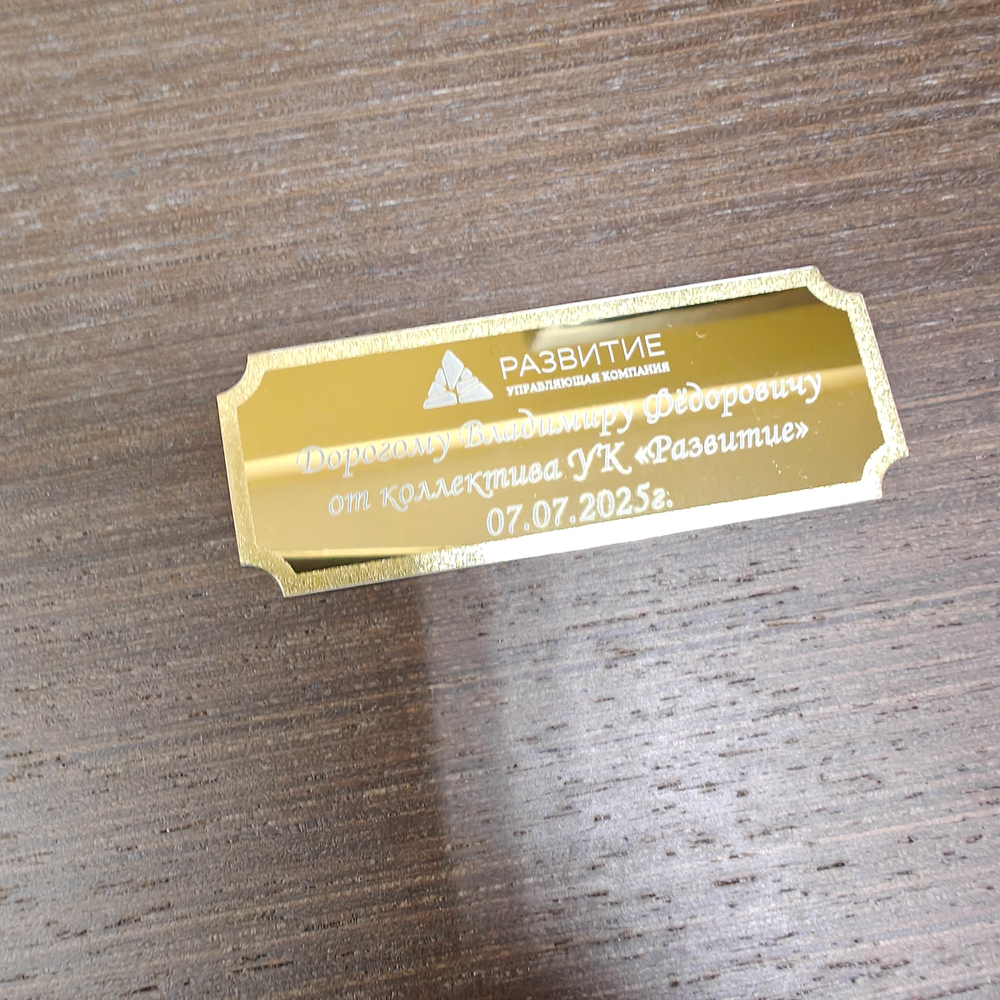 РАЗВИТИЕ
УПРАВЛЯЮЩАЯ КОМПАНИЯ
Дорогому Владимиру Фёдоровичу
от коллектива УК «Развитие»
07.07.2025г.